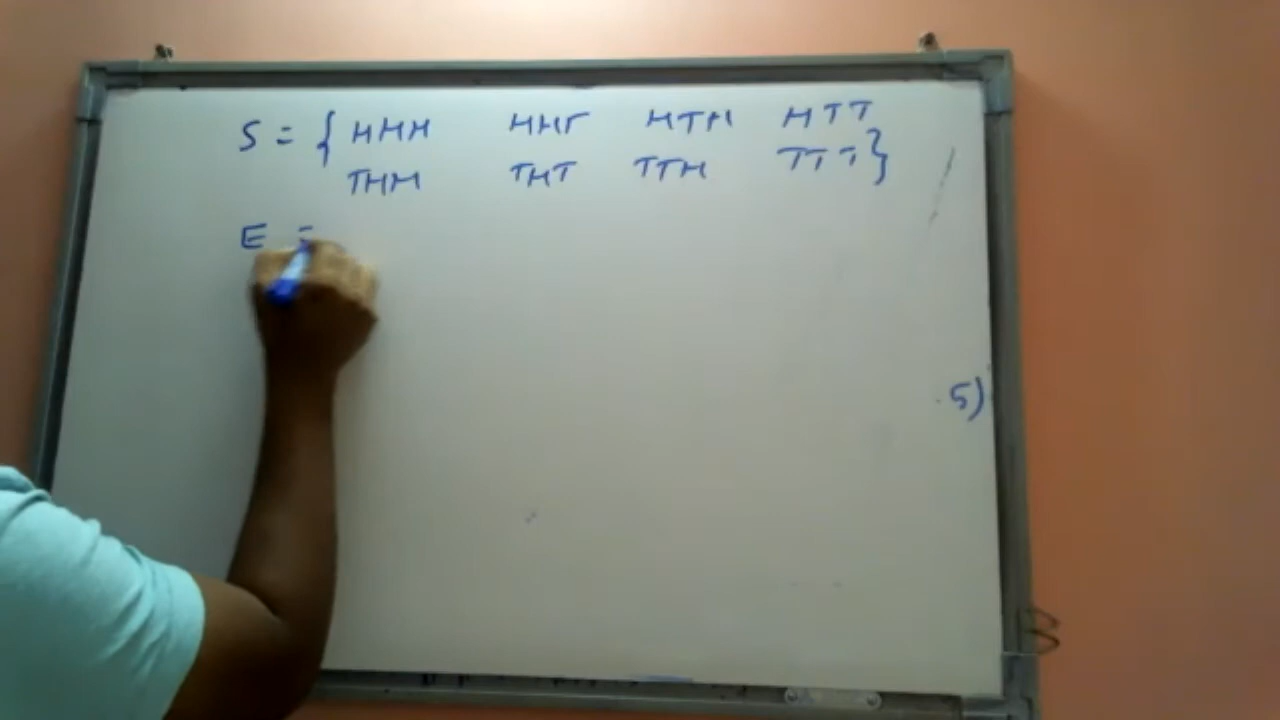 S = { HHH HHT HTH HTT
THH THT TTH TTT }
E =
5)